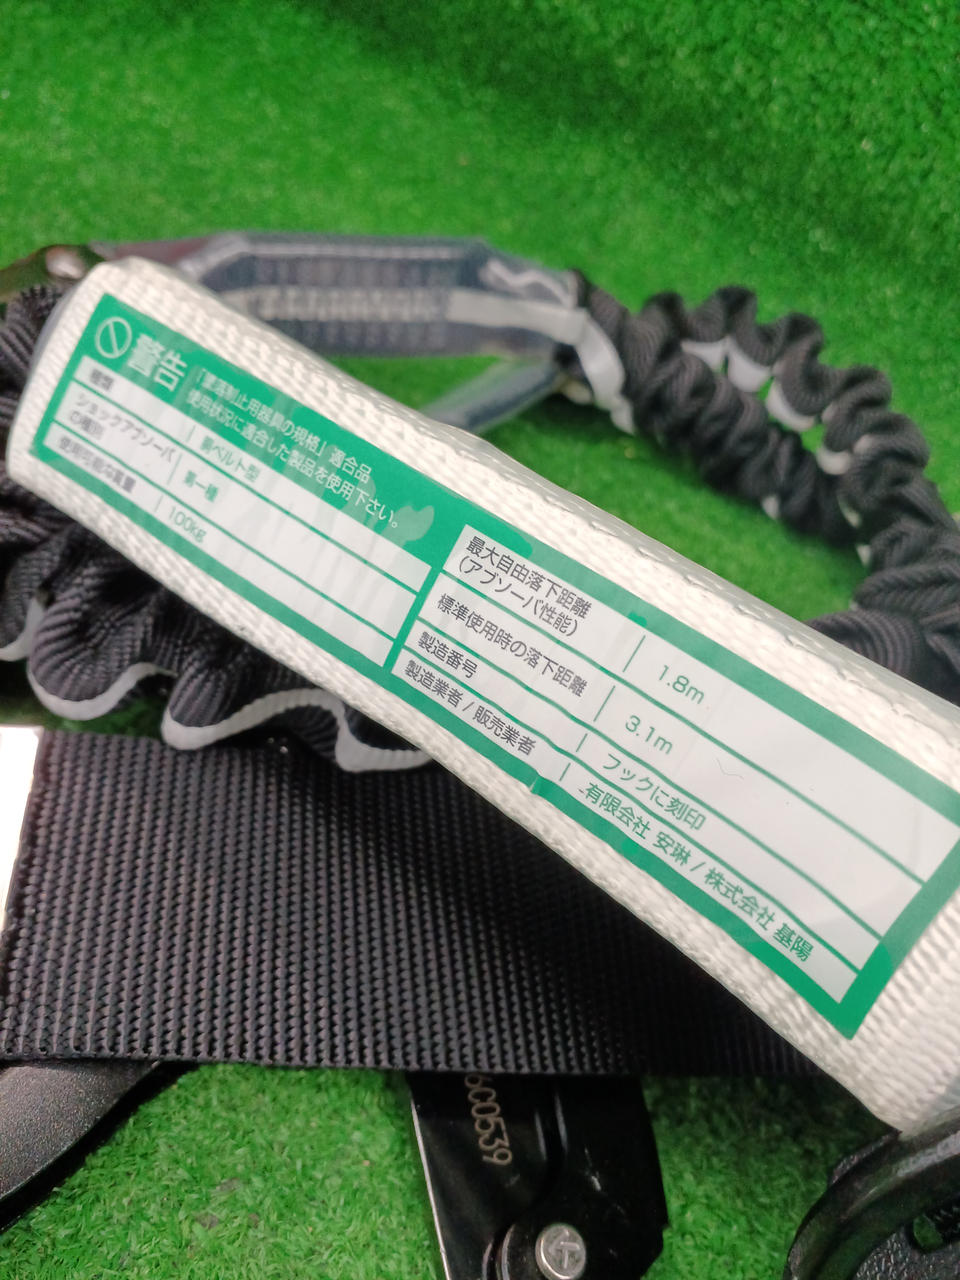 警告
「墜落制止用器具の規格」適合品
使用状況に適合した製品を使用下さい。
種類 胴ベルト型
ショックアブソーバ
の種別 第一種
使用可能な質量 100kg
最大自由落下距離
(アブソーバ性能) 1.8m
標準使用時の落下距離 3.1m
製造番号 フックに刻印
製造業者 / 販売業者 有限会社 安琳 / 株式会社 基陽
6C0539